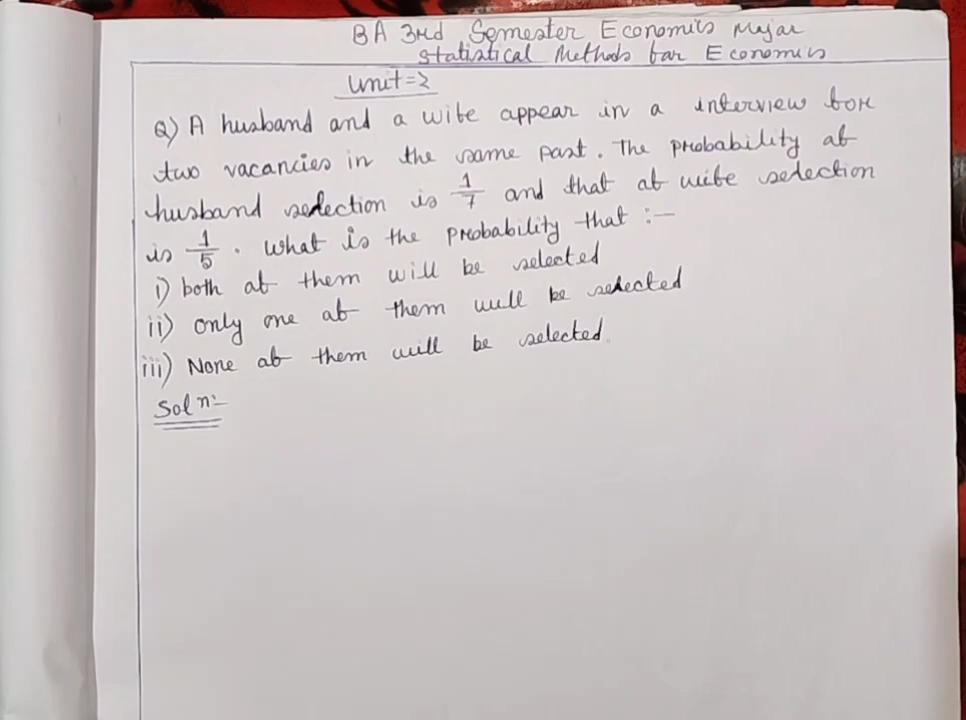 BA 3rd Semester Economics Major
Statistical Methods for Economics
Unit=2
Q) A husband and a wife appear in a interview for
two vacancies in the same post. The probability of
husband selection is 1/7 and that of wife selection
is 1/5. What is the probability that :—
i) both of them will be selected
ii) only one of them will be selected
iii) None of them will be selected.
Soln:-